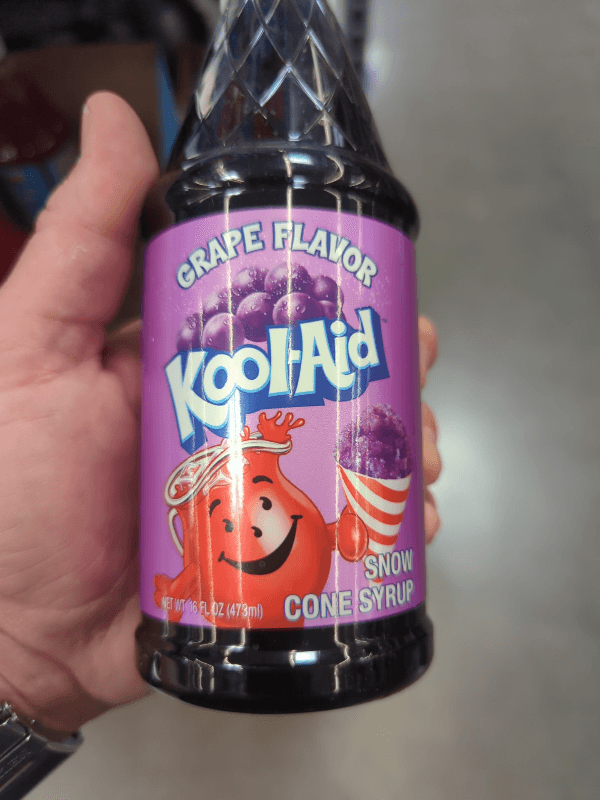 GRAPE FLAVOR
Kool-Aid
SNOW
CONE SYRUP
NET WT 16 FL OZ (473ml)